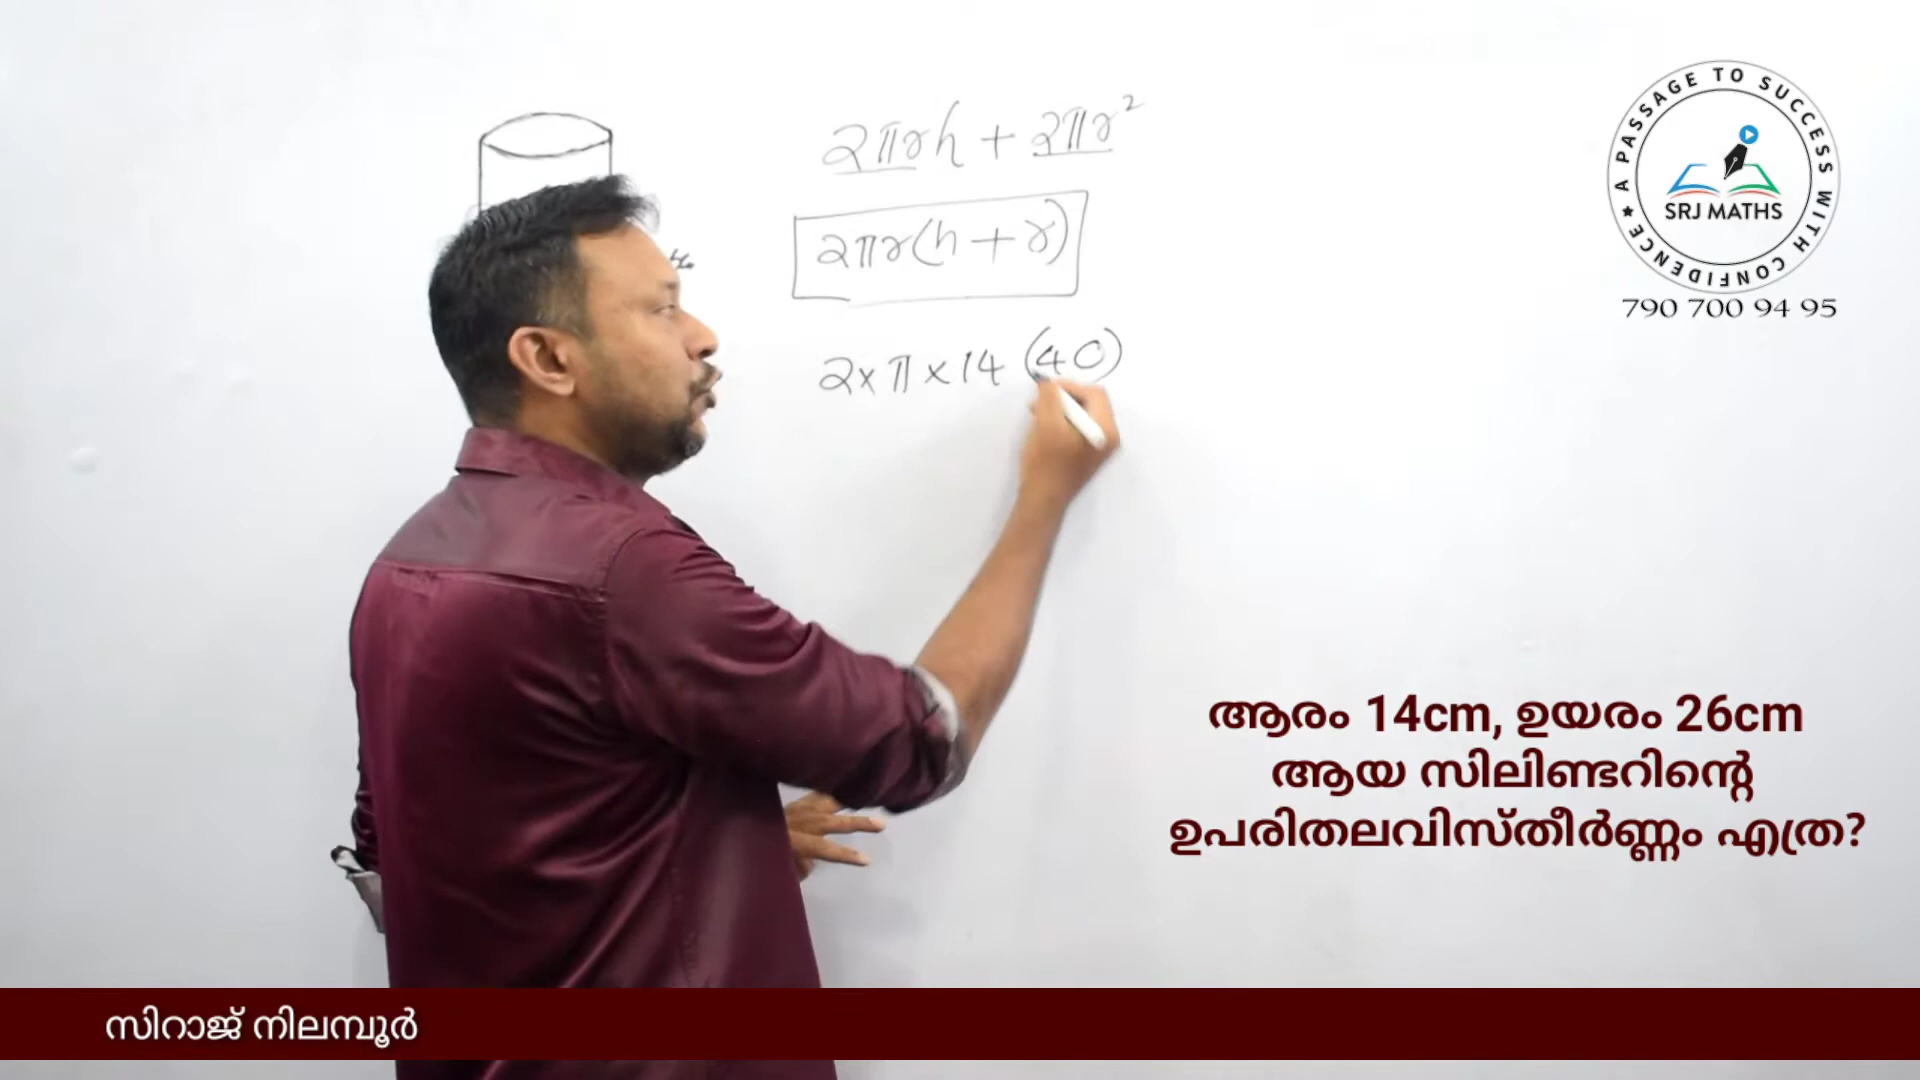 2πrh + 2πr²
2πr(h + r)
2×π×14 (40)
A PASSAGE TO SUCCESS WITH CONFIDENCE ★
SRJ MATHS
790 700 94 95
ആരം 14cm, ഉയരം 26cm
ആയ സിലിണ്ടറിന്റെ
ഉപരിതലവിസ്തീർണ്ണം എത്ര?
സിറാജ് നിലമ്പൂർ